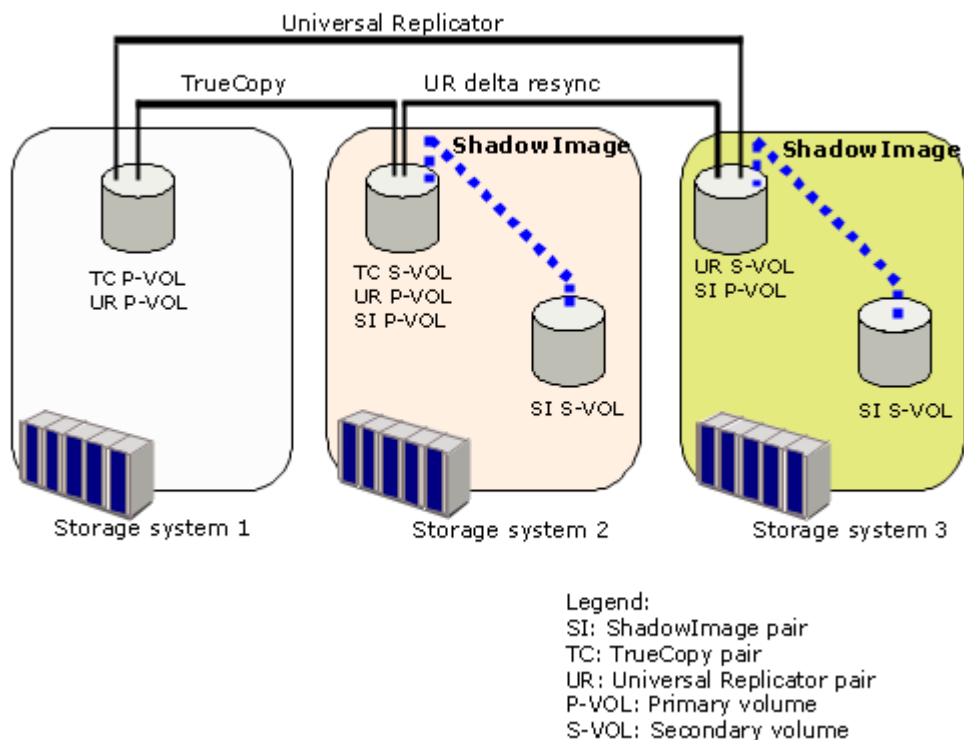 Universal Replicator
TrueCopy
UR delta resync
ShadowImage
ShadowImage
TC P-VOL
UR P-VOL
TC S-VOL
UR P-VOL
SI P-VOL
UR S-VOL
SI P-VOL
SI S-VOL
SI S-VOL
Storage system 1
Storage system 2
Storage system 3
Legend:
SI: ShadowImage pair
TC: TrueCopy pair
UR: Universal Replicator pair
P-VOL: Primary volume
S-VOL: Secondary volume